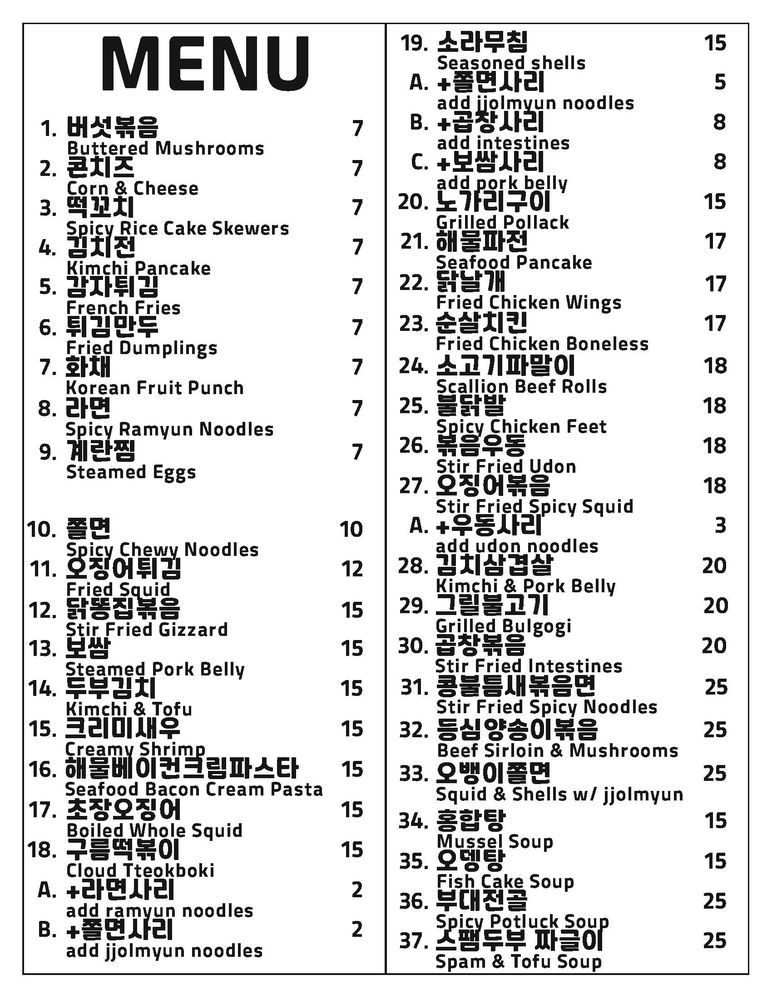 MENU
1. 버섯볶음 7
Buttered Mushrooms
2. 콘치즈 7
Corn & Cheese
3. 떡꼬치 7
Spicy Rice Cake Skewers
4. 김치전 7
Kimchi Pancake
5. 감자튀김 7
French Fries
6. 튀김만두 7
Fried Dumplings
7. 화채 7
Korean Fruit Punch
8. 라면 7
Spicy Ramyun Noodles
9. 계란찜 7
Steamed Eggs
10. 쫄면 10
Spicy Chewy Noodles
11. 오징어튀김 12
Fried Squid
12. 닭똥집볶음 15
Stir Fried Gizzard
13. 보쌈 15
Steamed Pork Belly
14. 두부김치 15
Kimchi & Tofu
15. 크리미새우 15
Creamy Shrimp
16. 해물베이컨크림파스타 15
Seafood Bacon Cream Pasta
17. 초장오징어 15
Boiled Whole Squid
18. 구름떡볶이 15
Cloud Tteokboki
A. +라면사리 2
add ramyun noodles
B. +쫄면사리 2
add jjolmyun noodles
19. 소라무침 15
Seasoned shells
A. +쫄면사리 5
add jjolmyun noodles
B. +곱창사리 8
add intestines
C. +보쌈사리 8
add pork belly
20. 노가리구이 15
Grilled Pollack
21. 해물파전 17
Seafood Pancake
22. 닭날개 17
Fried Chicken Wings
23. 순살치킨 17
Fried Chicken Boneless
24. 소고기파말이 18
Scallion Beef Rolls
25. 불닭발 18
Spicy Chicken Feet
26. 볶음우동 18
Stir Fried Udon
27. 오징어볶음 18
Stir Fried Spicy Squid
A. +우동사리 3
add udon noodles
28. 김치삼겹살 20
Kimchi & Pork Belly
29. 그릴불고기 20
Grilled Bulgogi
30. 곱창볶음 20
Stir Fried Intestines
31. 콩불틈새볶음면 25
Stir Fried Spicy Noodles
32. 등심양송이볶음 25
Beef Sirloin & Mushrooms
33. 오뱅이쫄면 25
Squid & Shells w/ jjolmyun
34. 홍합탕 15
Mussel Soup
35. 오뎅탕 15
Fish Cake Soup
36. 부대전골 25
Spicy Potluck Soup
37. 스팸두부 짜글이 25
Spam & Tofu Soup